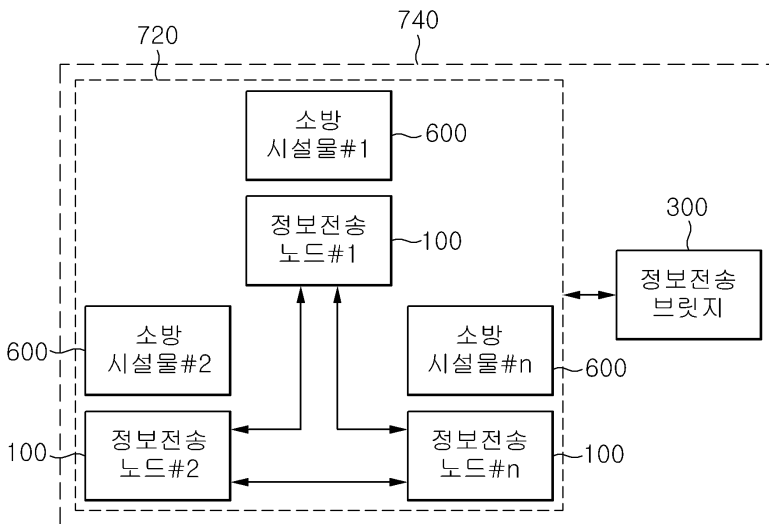 720
740
소방
시설물#1
600
정보전송
노드#1
100
300
정보전송
브릿지
소방
시설물#2
600
소방
시설물#n
600
정보전송
노드#2
100
정보전송
노드#n
100